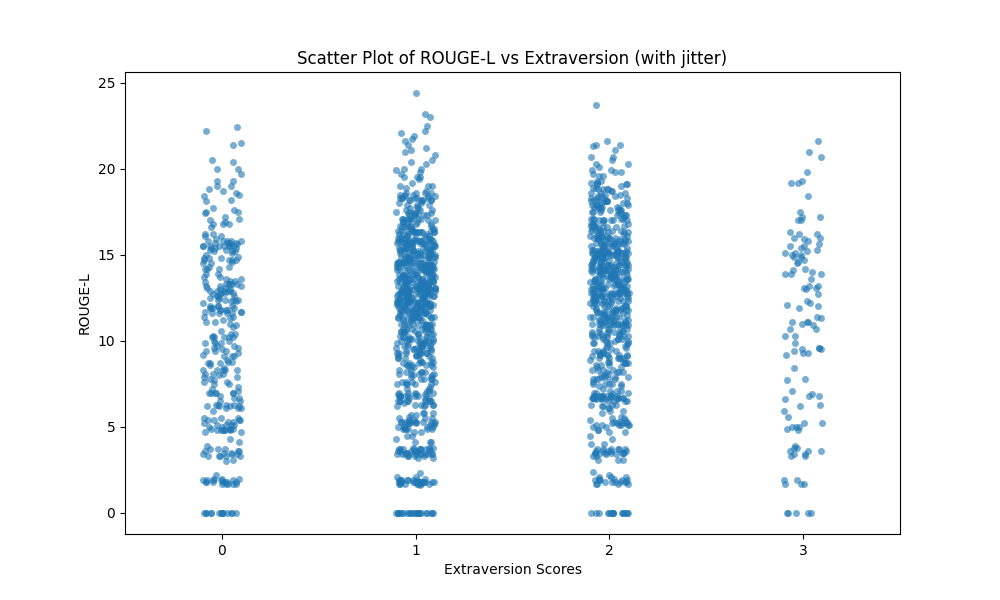 Scatter Plot of ROUGE-L vs Extraversion (with jitter)
25
20
15
10
5
0
ROUGE-L
0 1 2 3
Extraversion Scores